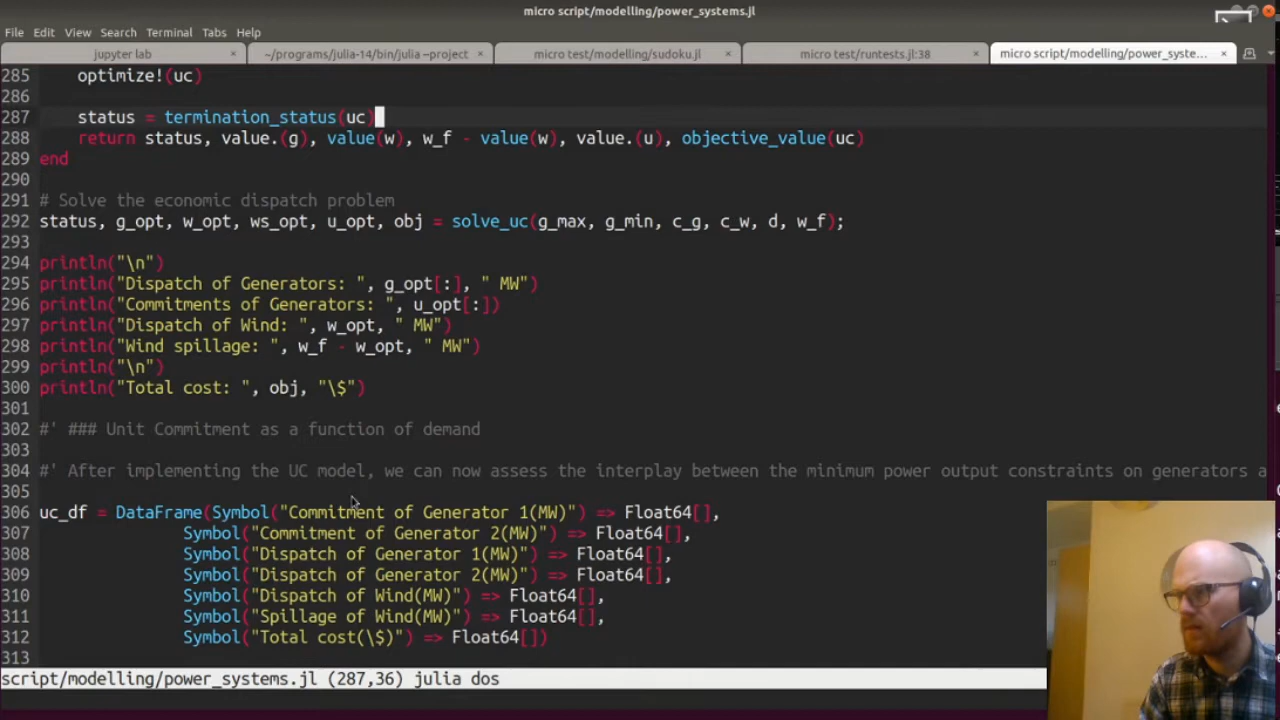 micro script/modelling/power_systems.jl
File Edit View Search Terminal Tabs Help
jupyter lab × ~/programs/julia-14/bin/julia --project × micro test/modelling/sudoku.jl × micro test/runtests.jl:38 × micro script/modelling/power_syste... ×
285 optimize!(uc)
286
287 status = termination_status(uc)
288 return status, value.(g), value(w), w_f - value(w), value.(u), objective_value(uc)
289 end
290
291 # Solve the economic dispatch problem
292 status, g_opt, w_opt, ws_opt, u_opt, obj = solve_uc(g_max, g_min, c_g, c_w, d, w_f);
293
294 println("\n")
295 println("Dispatch of Generators: ", g_opt[:], " MW")
296 println("Commitments of Generators: ", u_opt[:])
297 println("Dispatch of Wind: ", w_opt, " MW")
298 println("Wind spillage: ", w_f - w_opt, " MW")
299 println("\n")
300 println("Total cost: ", obj, "\$")
301
302 #' ### Unit Commitment as a function of demand
303
304 #' After implementing the UC model, we can now assess the interplay between the minimum power output constraints on generators a
305
306 uc_df = DataFrame(Symbol("Commitment of Generator 1(MW)") => Float64[],
307 Symbol("Commitment of Generator 2(MW)") => Float64[],
308 Symbol("Dispatch of Generator 1(MW)") => Float64[],
309 Symbol("Dispatch of Generator 2(MW)") => Float64[],
310 Symbol("Dispatch of Wind(MW)") => Float64[],
311 Symbol("Spillage of Wind(MW)") => Float64[],
312 Symbol("Total cost(\$)") => Float64[])
313
script/modelling/power_systems.jl (287,36) julia dos